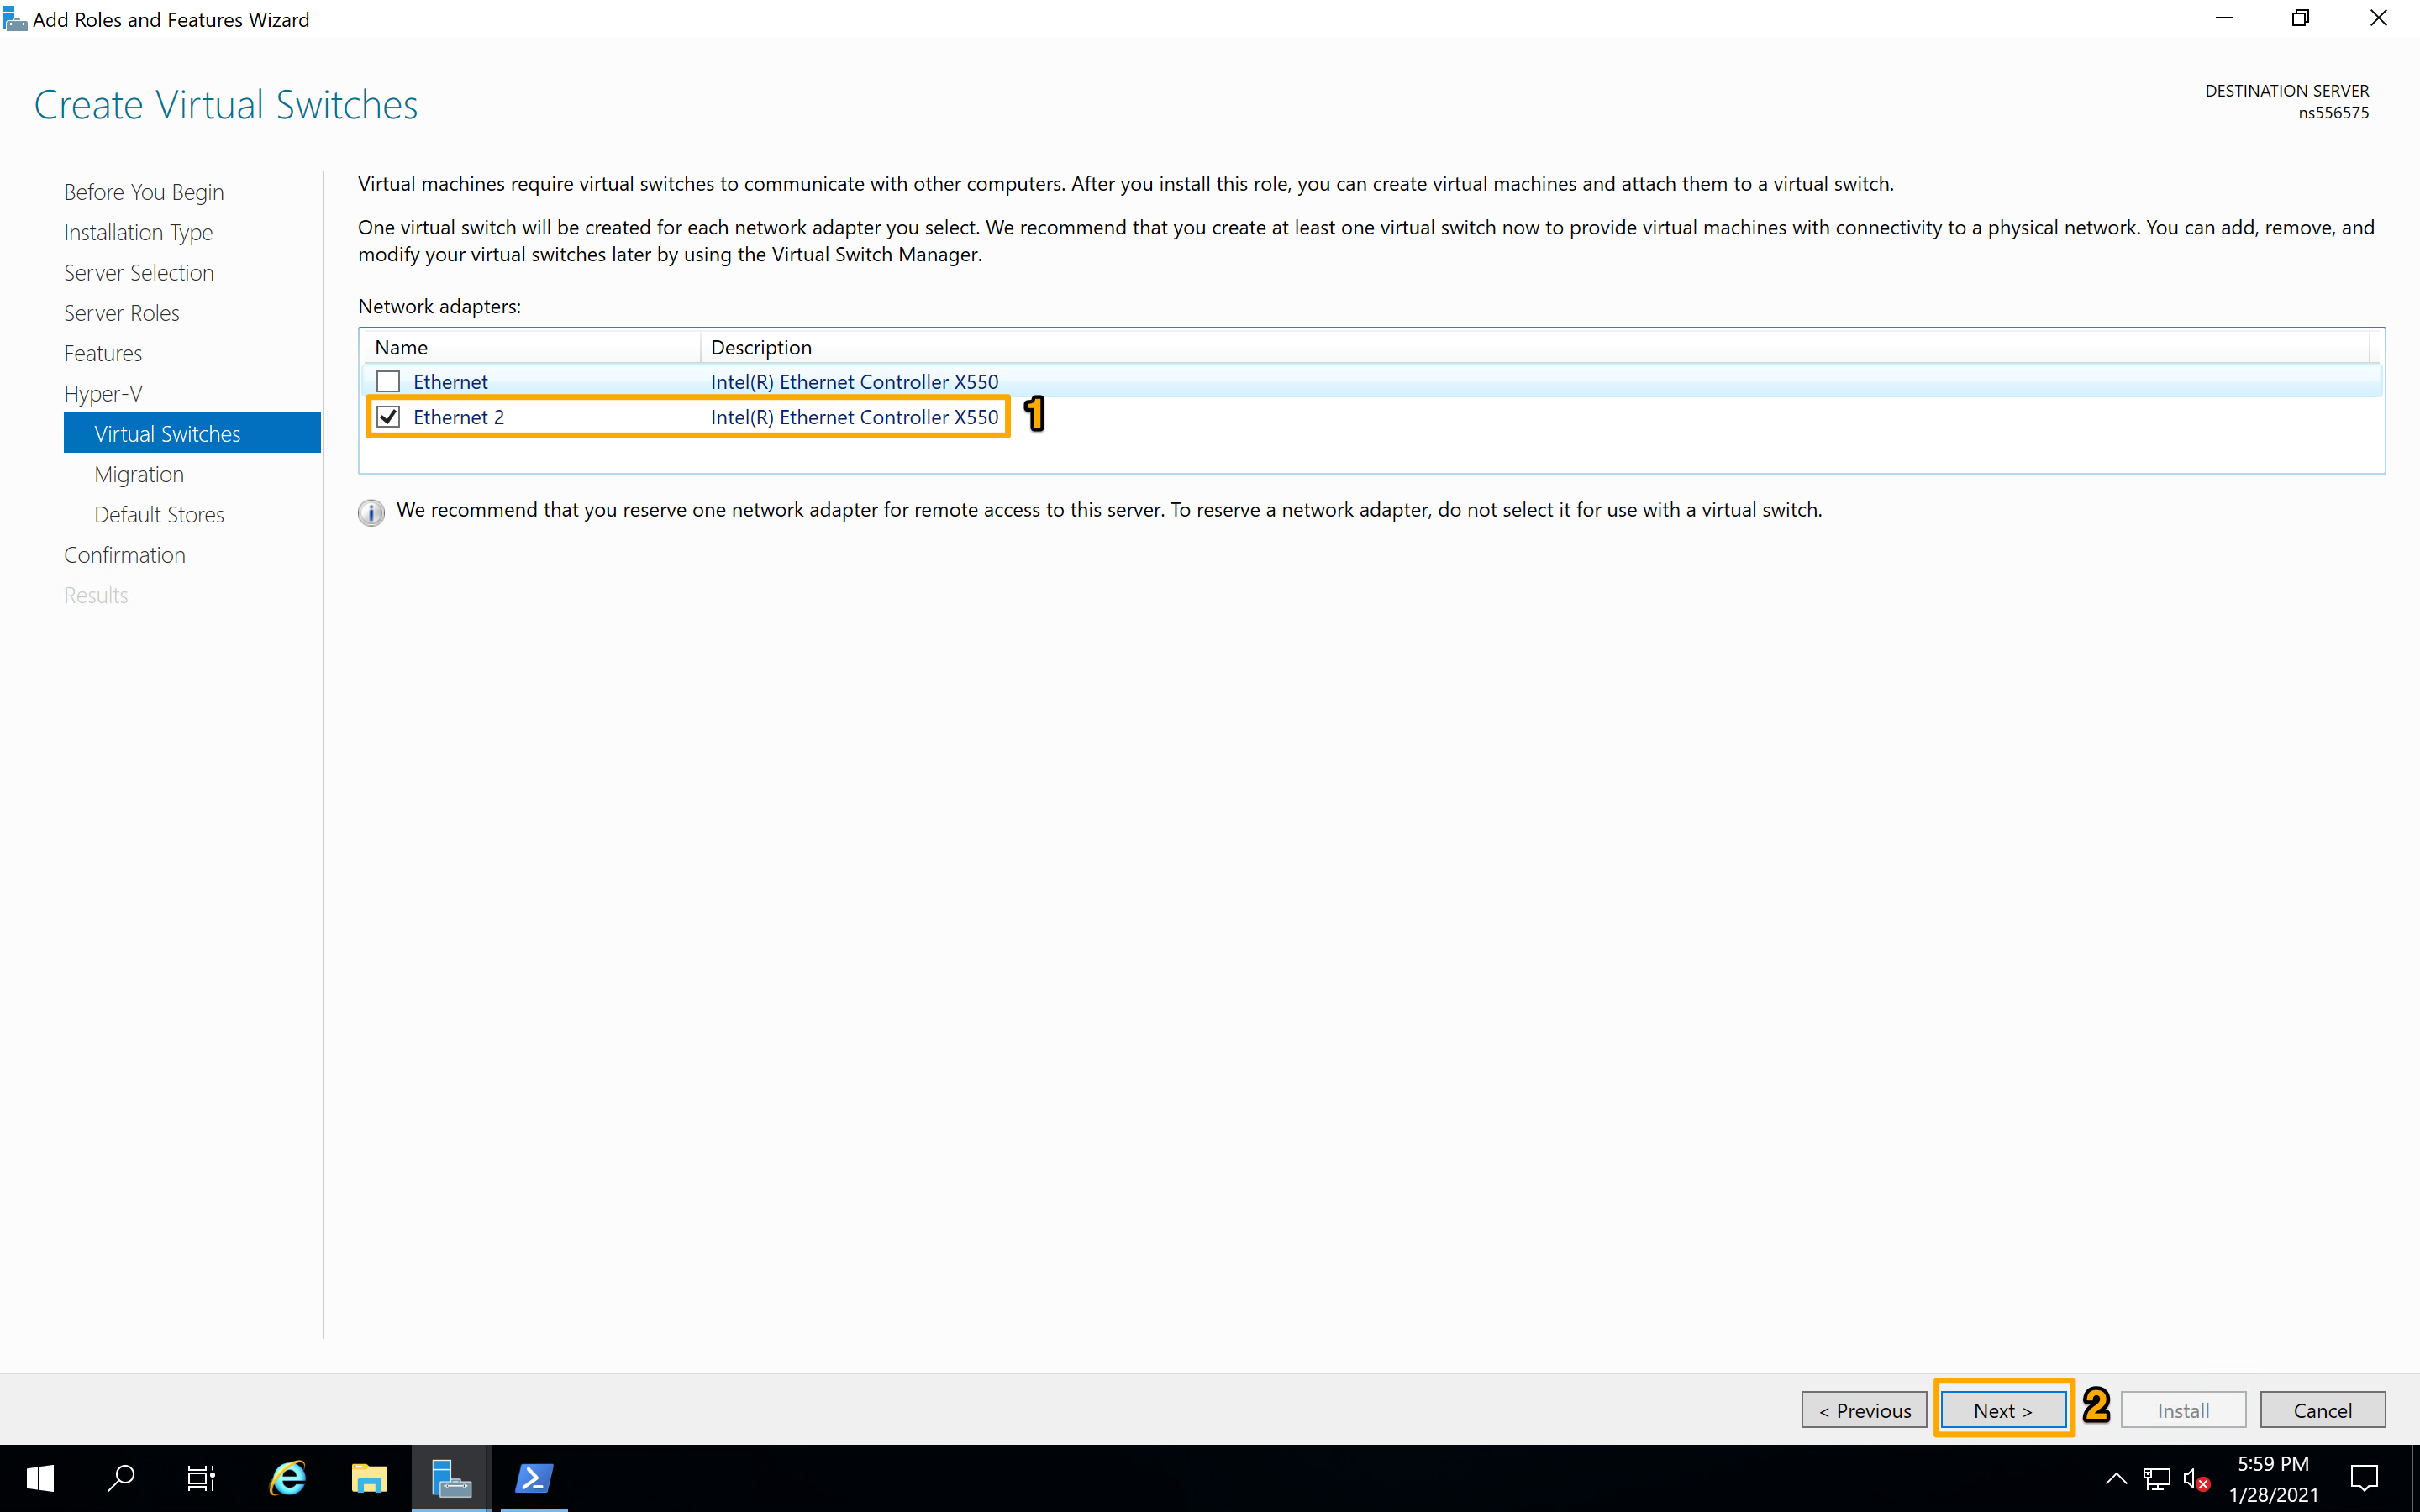 Add Roles and Features Wizard
Create Virtual Switches
DESTINATION SERVER
ns556575
Before You Begin
Installation Type
Server Selection
Server Roles
Features
Hyper-V
Virtual Switches
Migration
Default Stores
Confirmation
Results
Virtual machines require virtual switches to communicate with other computers. After you install this role, you can create virtual machines and attach them to a virtual switch.
One virtual switch will be created for each network adapter you select. We recommend that you create at least one virtual switch now to provide virtual machines with connectivity to a physical network. You can add, remove, and
modify your virtual switches later by using the Virtual Switch Manager.
Network adapters:
Name Description
Ethernet Intel(R) Ethernet Controller X550
Ethernet 2 Intel(R) Ethernet Controller X550 1
We recommend that you reserve one network adapter for remote access to this server. To reserve a network adapter, do not select it for use with a virtual switch.
< Previous Next > 2 Install Cancel
5:59 PM
1/28/2021